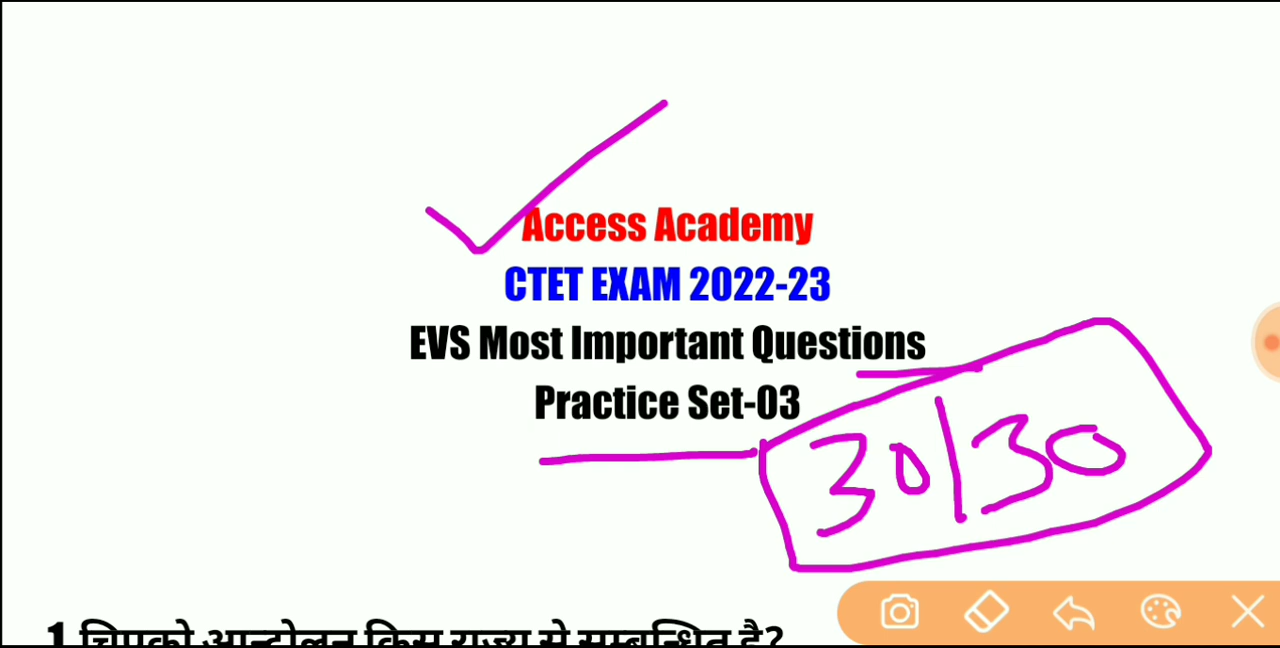 Access Academy
CTET EXAM 2022-23
EVS Most Important Questions
Practice Set-03
30/30
1 चिपको आन्दोलन किस राज्य से सम्बन्धित है?